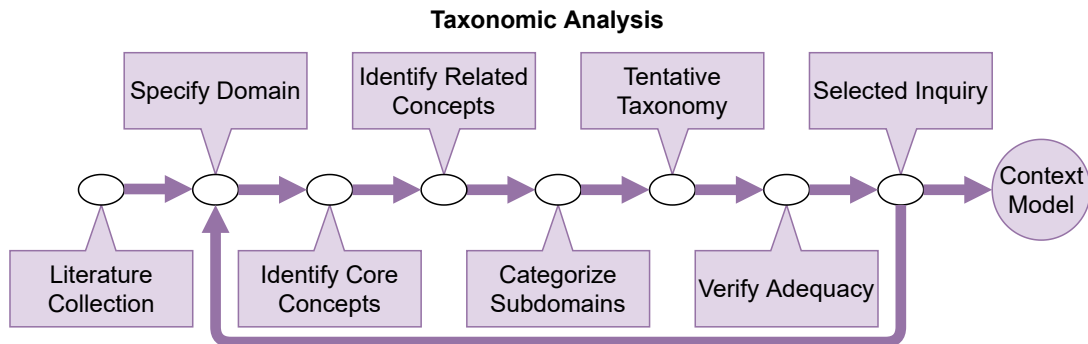 Taxonomic Analysis
Specify Domain
Identify Related
Concepts
Tentative
Taxonomy
Selected Inquiry
Context
Model
Literature
Collection
Identify Core
Concepts
Categorize
Subdomains
Verify Adequacy